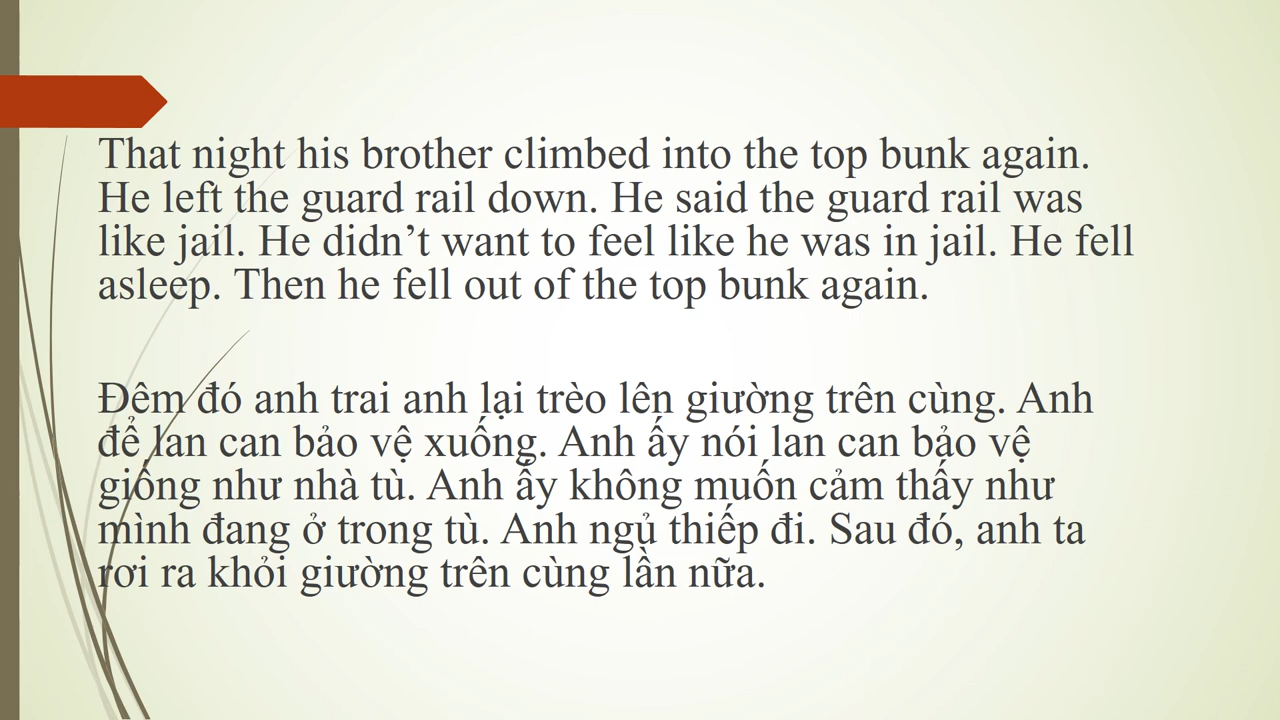 That night his brother climbed into the top bunk again.
He left the guard rail down. He said the guard rail was
like jail. He didn’t want to feel like he was in jail. He fell
asleep. Then he fell out of the top bunk again.
Đêm đó anh trai anh lại trèo lên giường trên cùng. Anh
để lan can bảo vệ xuống. Anh ấy nói lan can bảo vệ
giống như nhà tù. Anh ấy không muốn cảm thấy như
mình đang ở trong tù. Anh ngủ thiếp đi. Sau đó, anh ta
rơi ra khỏi giường trên cùng lần nữa.